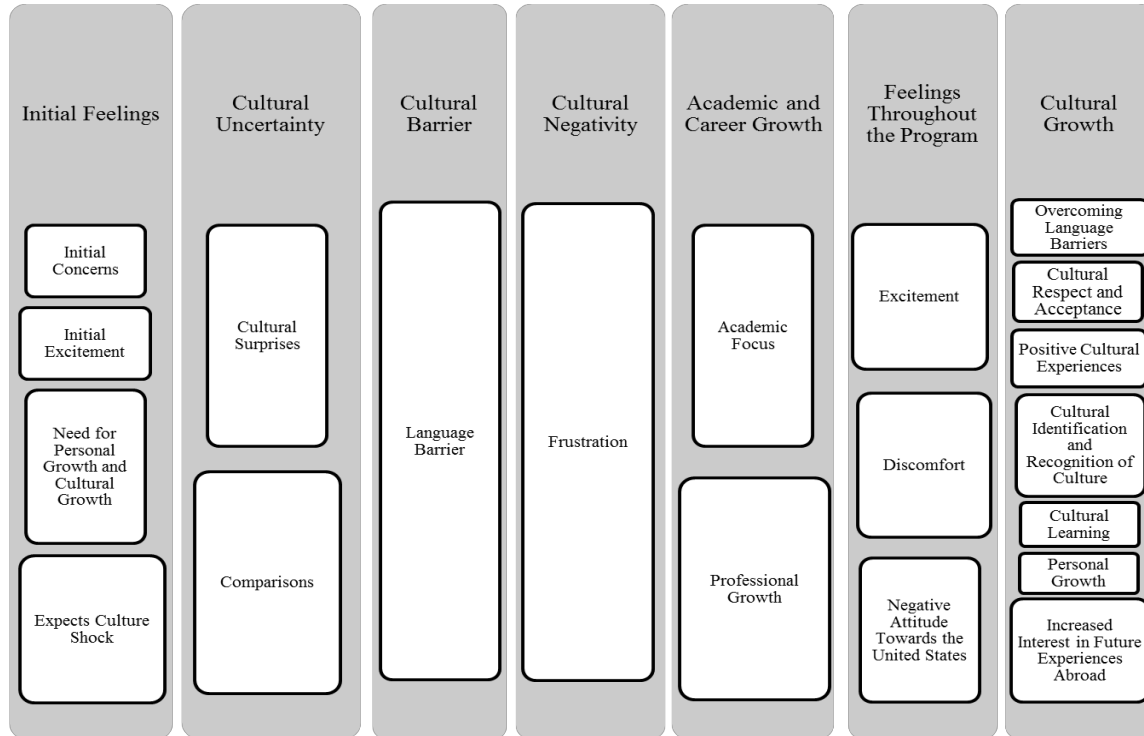 Initial Feelings
Initial
Concerns
Initial
Excitement
Need for
Personal
Growth and
Cultural
Growth
Expects Culture
Shock
Cultural
Uncertainty
Cultural
Surprises
Comparisons
Cultural
Barrier
Language
Barrier
Cultural
Negativity
Frustration
Academic and
Career Growth
Academic
Focus
Professional
Growth
Feelings
Throughout
the Program
Excitement
Discomfort
Negative
Attitude
Towards the
United States
Cultural
Growth
Overcoming
Language
Barriers
Cultural
Respect and
Acceptance
Positive Cultural
Experiences
Cultural
Identification
and
Recognition of
Culture
Cultural
Learning
Personal
Growth
Increased
Interest in Future
Experiences
Abroad